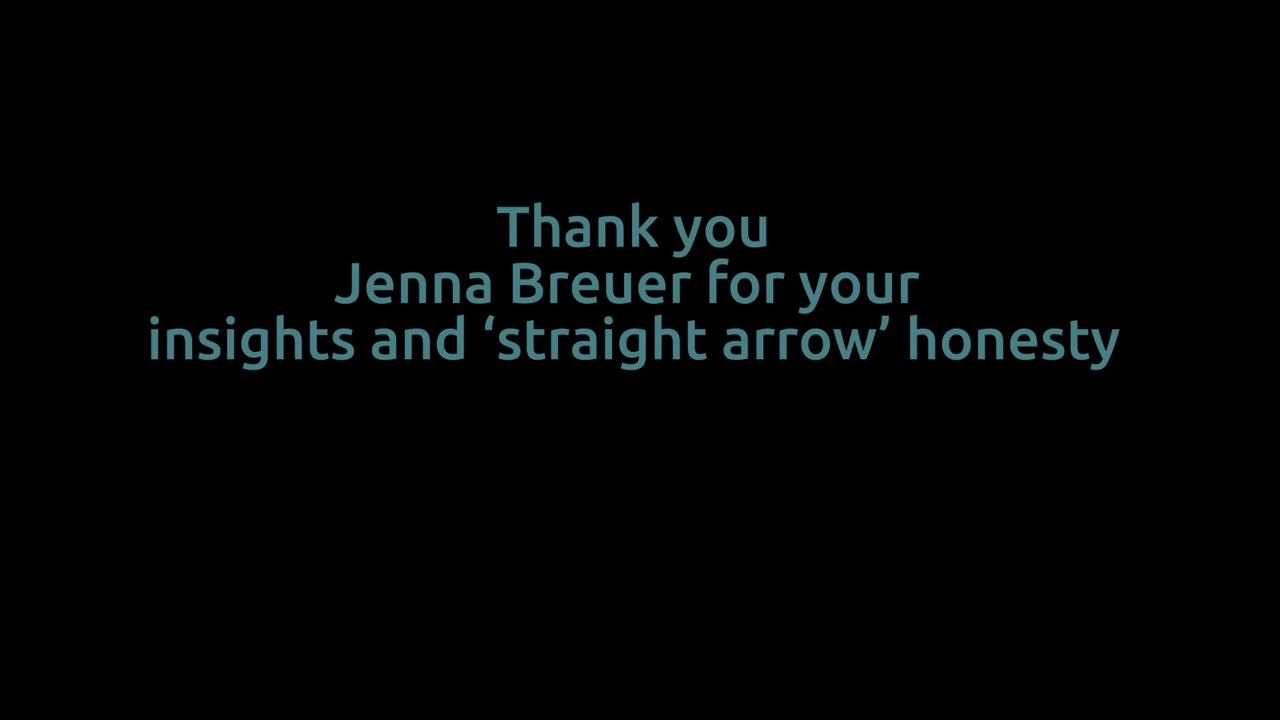 Thank you
Jenna Breuer for your
insights and ‘straight arrow’ honesty